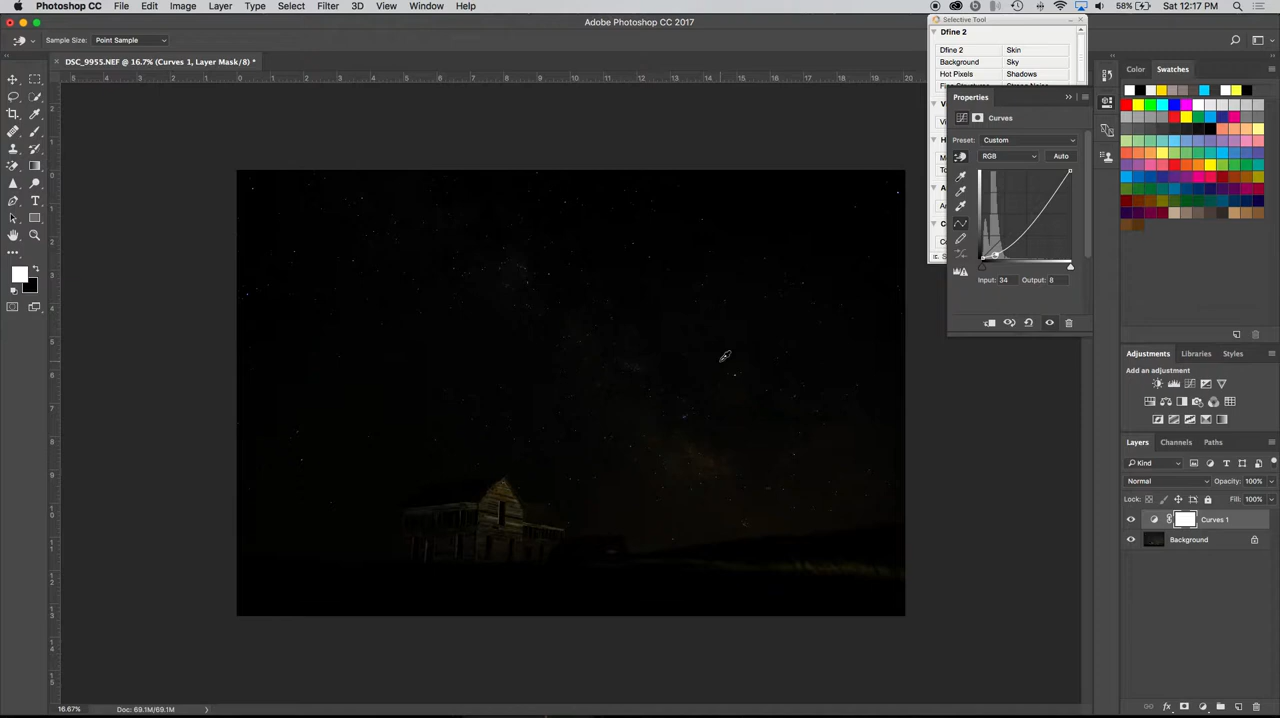 Photoshop CC File Edit Image Layer Type Select Filter 3D View Window Help
58% Sat 12:17 PM
Adobe Photoshop CC 2017
Selective Tool
Sample Size: Point Sample
Dfine 2
Dfine 2 Skin
Background Sky
Hot Pixels Shadows
DSC_9955.NEF @ 16.7% (Curves 1, Layer Mask/8) *
Color Swatches
Properties
Curves
Preset: Custom
RGB Auto
Input: 34 Output: 8
Adjustments Libraries Styles
Add an adjustment
Layers Channels Paths
Kind
Normal Opacity: 100%
Lock: Fill: 100%
Curves 1
Background
16.67% Doc: 69.1M/69.1M